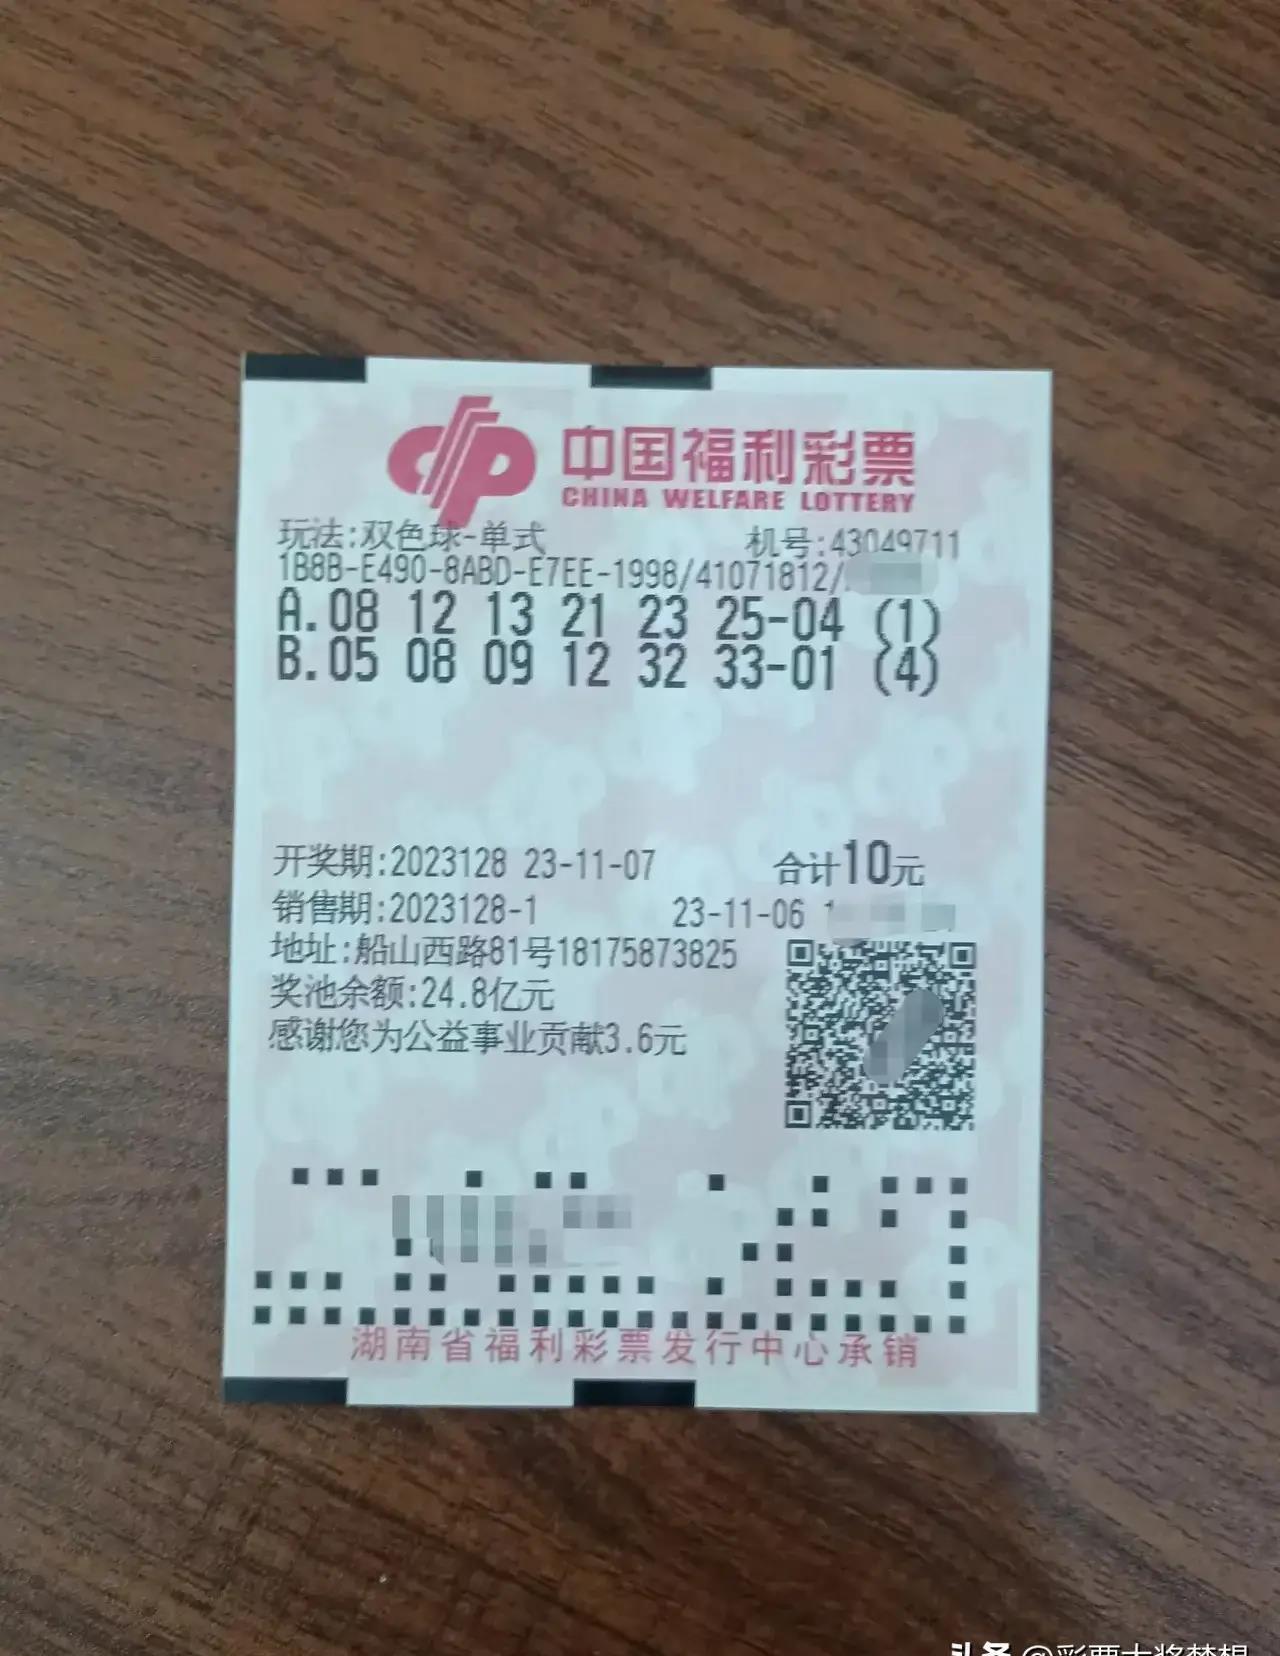 中国福利彩票
CHINA WELFARE LOTTERY
玩法:双色球-单式 机号:43049711
1B8B-E490-8ABD-E7EE-1998/41071812/
A.08 12 13 21 23 25-04 (1)
B.05 08 09 12 32 33-01 (4)
开奖期:2023128 23-11-07 合计10元
销售期:2023128-1 23-11-06
地址:船山西路81号18175873825
奖池余额:24.8亿元
感谢您为公益事业贡献3.6元
湖南省福利彩票发行中心承销
头条 @彩票大奖梦想